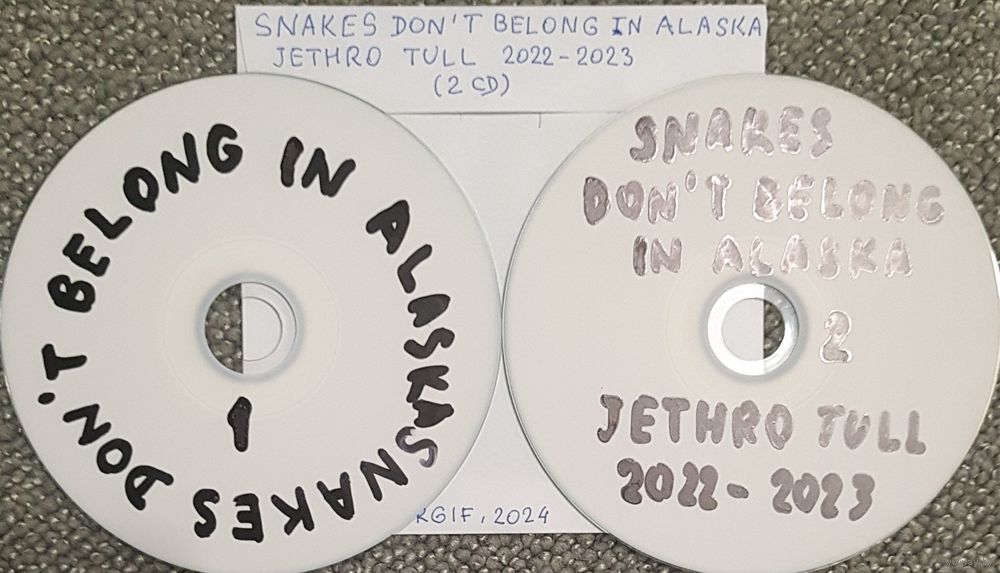 SNAKES DON'T BELONG IN ALASKA
JETHRO TULL 2022-2023
(2 CD)
SNAKES DON'T BELONG IN ALASKA SNAKES
1
SNAKES
DON'T BELONG
IN ALASKA
2
JETHRO TULL
2022-2023
RGIF, 2024